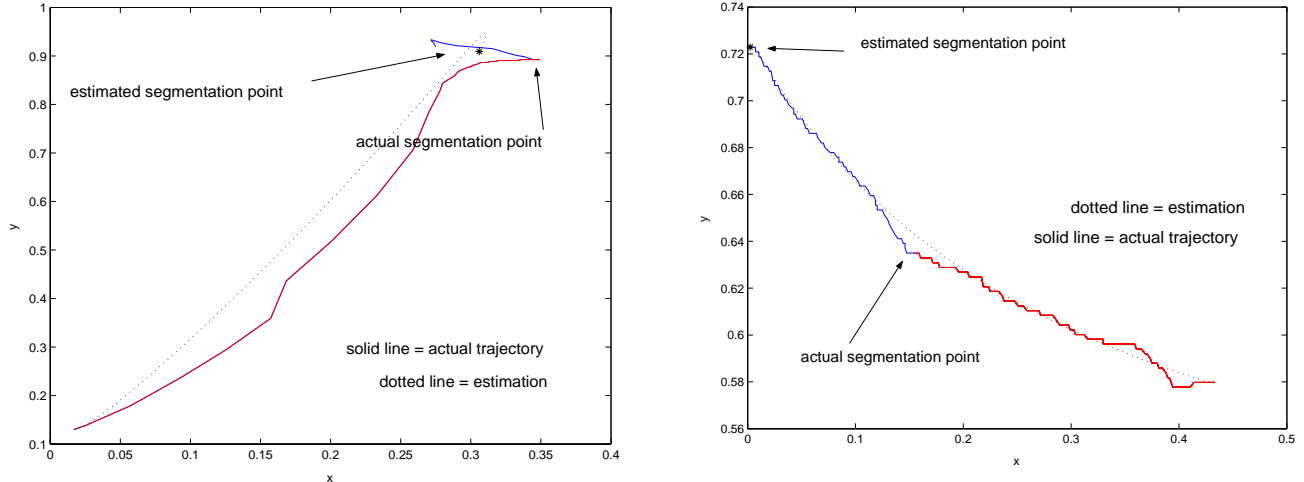 1
0.9
0.8
0.7
0.6
0.5
0.4
0.3
0.2
0.1
y
estimated segmentation point
actual segmentation point
solid line = actual trajectory
dotted line = estimation
0 0.05 0.1 0.15 0.2 0.25 0.3 0.35 0.4
x
0.74
0.72
0.7
0.68
0.66
0.64
0.62
0.6
0.58
0.56
y
estimated segmentation point
dotted line = estimation
solid line = actual trajectory
actual segmentation point
0 0.1 0.2 0.3 0.4 0.5
x